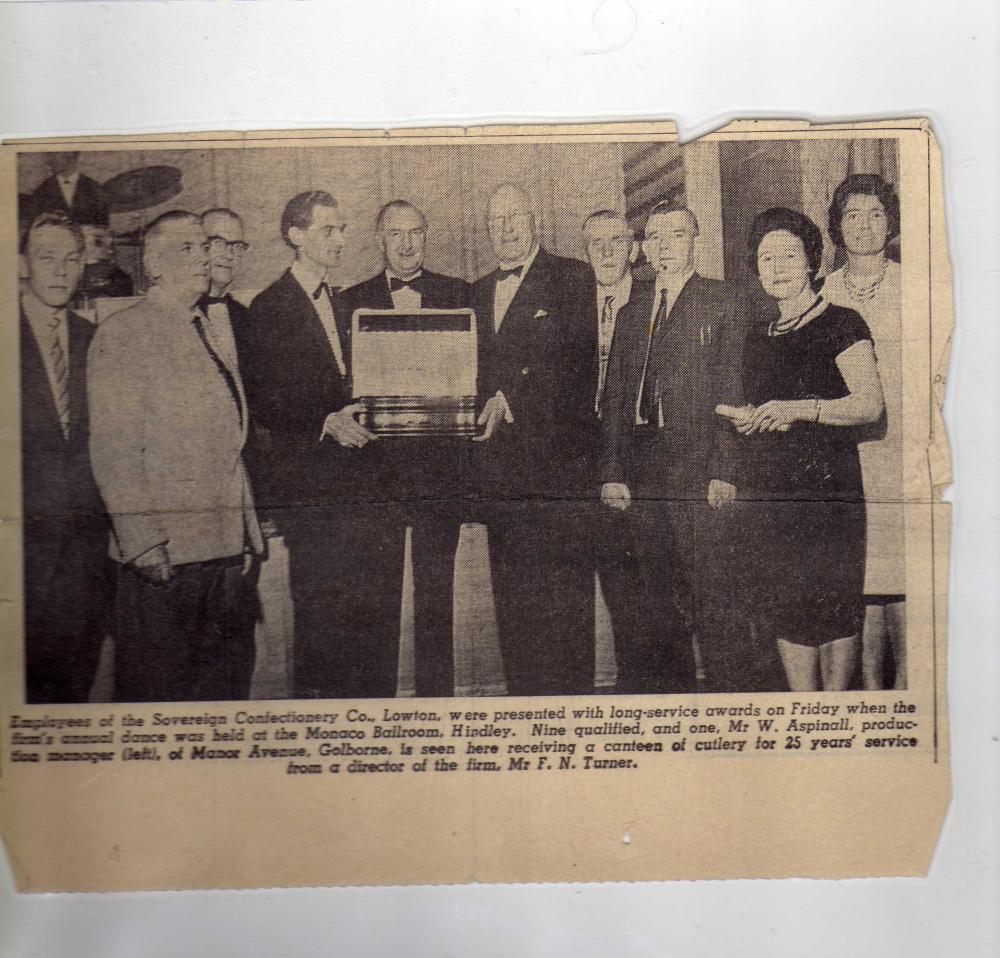 Employees of the Sovereign Confectionery Co., Lowton, were presented with long-service awards on Friday when the
firm's annual dance was held at the Monaco Ballroom, Hindley. Nine qualified, and one, Mr W. Aspinall, produc-
tion manager (left), of Manor Avenue, Golborne, is seen here receiving a canteen of cutlery for 25 years' service
from a director of the firm, Mr F. N. Turner.